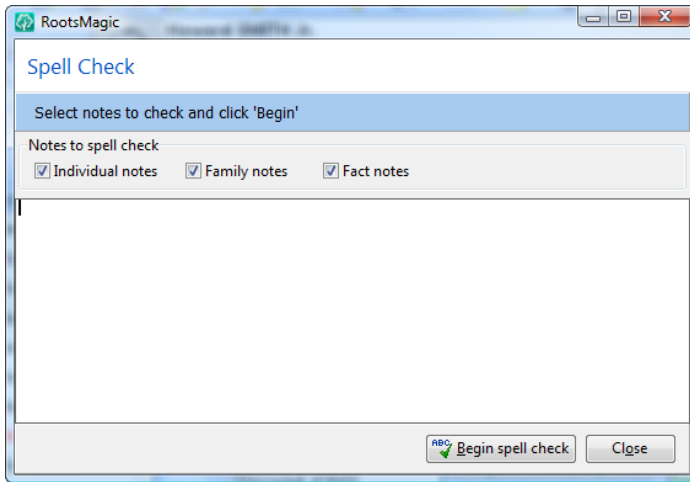 RootsMagic
Spell Check
Select notes to check and click 'Begin'
Notes to spell check
Individual notes Family notes Fact notes
ABC Begin spell check Close